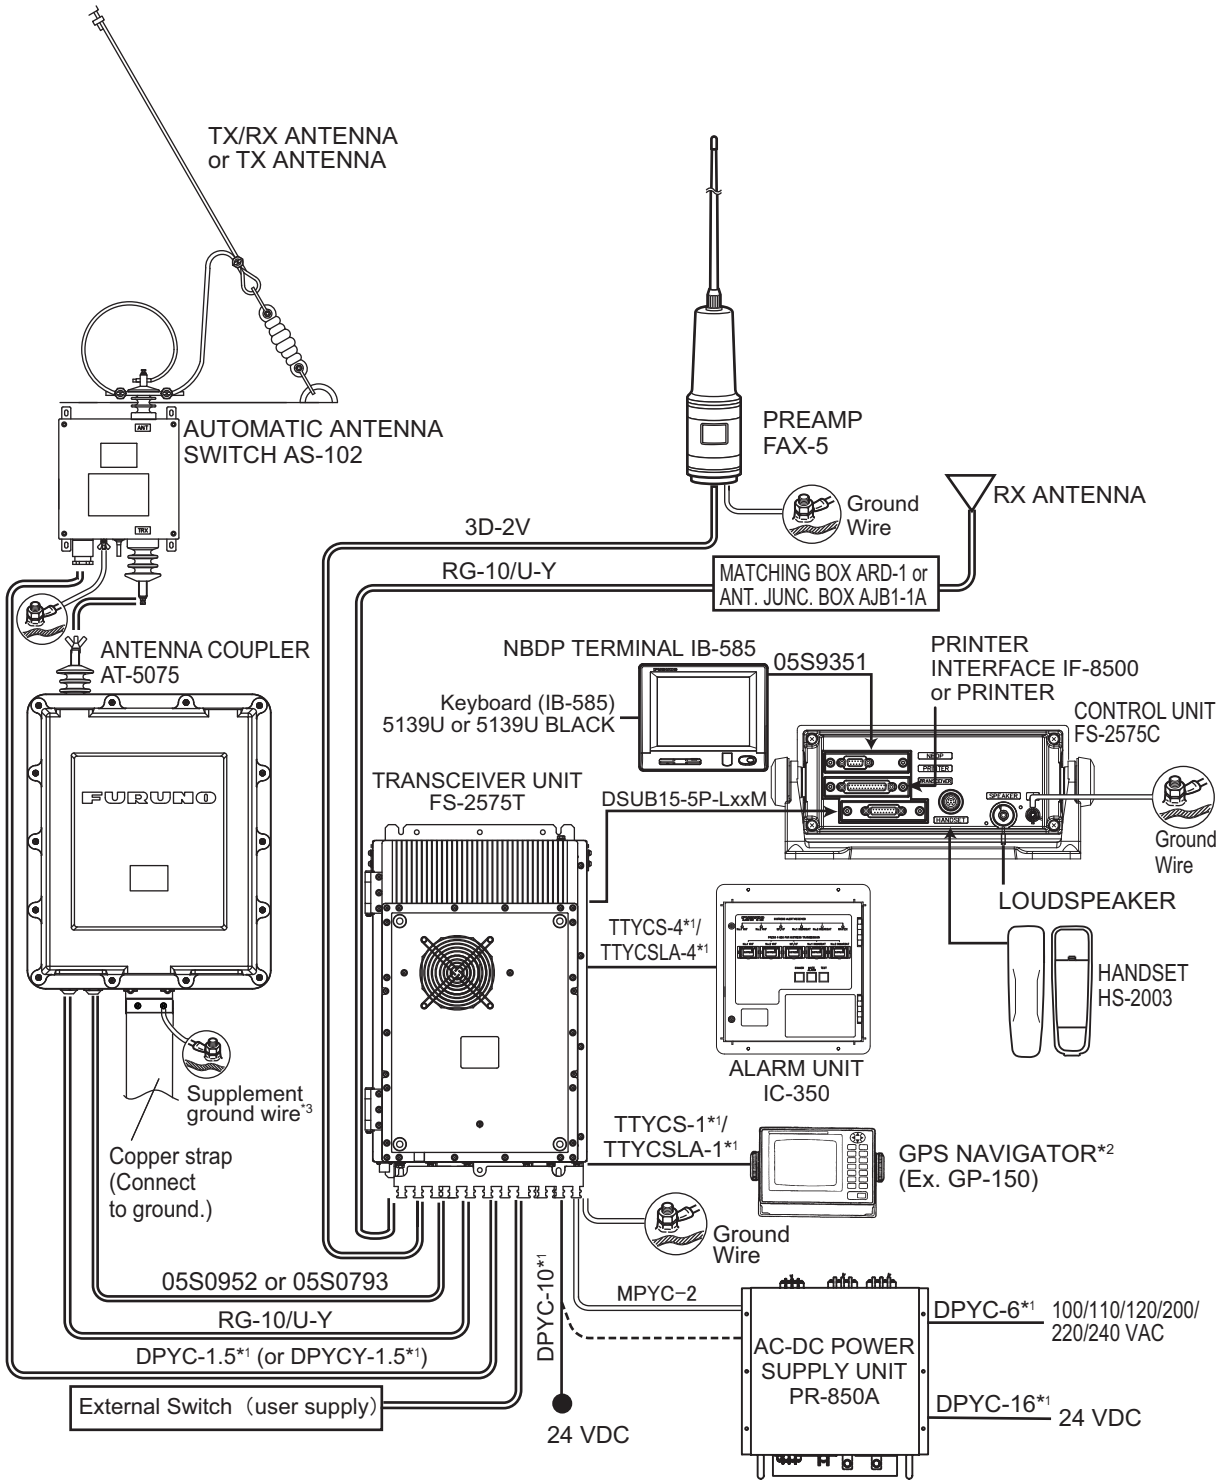 TX/RX ANTENNA
or TX ANTENNA
AUTOMATIC ANTENNA
SWITCH AS-102
ANT
TRX
PREAMP
FAX-5
Ground
Wire
RX ANTENNA
3D-2V
RG-10/U-Y
MATCHING BOX ARD-1 or
ANT. JUNC. BOX AJB1-1A
ANTENNA COUPLER
AT-5075
FURUNO
NBDP TERMINAL IB-585
05S9351
Keyboard (IB-585)
5139U or 5139U BLACK
PRINTER
INTERFACE IF-8500
or PRINTER
CONTROL UNIT
FS-2575C
NBDP
PRINTER
TRANSCEIVER
HANDSET
SPEAKER
Ground
Wire
TRANSCEIVER UNIT
FS-2575T
DSUB15-5P-LxxM
LOUDSPEAKER
HANDSET
HS-2003
TTYCS-4*1/
TTYCSLA-4*1
ALARM UNIT
IC-350
TTYCS-1*1/
TTYCSLA-1*1
GPS NAVIGATOR*2
(Ex. GP-150)
Supplement
ground wire*3
Copper strap
(Connect
to ground.)
Ground
Wire
05S0952 or 05S0793
RG-10/U-Y
DPYC-1.5*1 (or DPYCY-1.5*1)
External Switch (user supply)
DPYC-10*1
24 VDC
MPYC-2
AC-DC POWER
SUPPLY UNIT
PR-850A
DPYC-6*1
100/110/120/200/
220/240 VAC
DPYC-16*1
24 VDC